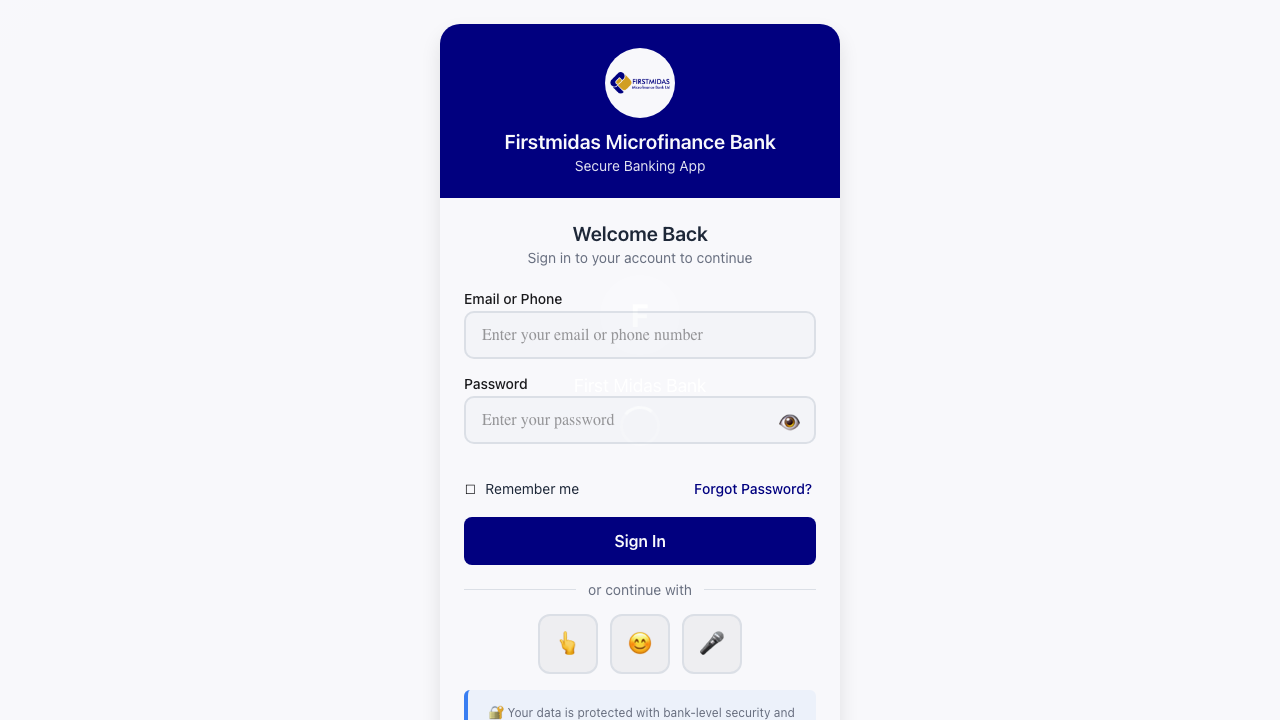 FIRSTMIDAS
Microfinance Bank Ltd
Firstmidas Microfinance Bank
Secure Banking App
Welcome Back
Sign in to your account to continue
Email or Phone
F
Enter your email or phone number
Password
First Midas Bank
Enter your password
Remember me
Forgot Password?
Sign In
or continue with
Your data is protected with bank-level security and